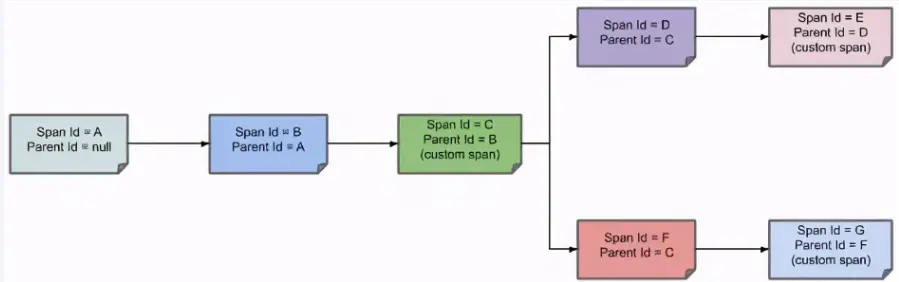 Span Id = A
Parent Id = null
Span Id = B
Parent Id = A
Span Id = C
Parent Id = B
(custom span)
Span Id = D
Parent Id = C
Span Id = E
Parent Id = D
(custom span)
Span Id = F
Parent Id = C
Span Id = G
Parent Id = F
(custom span)